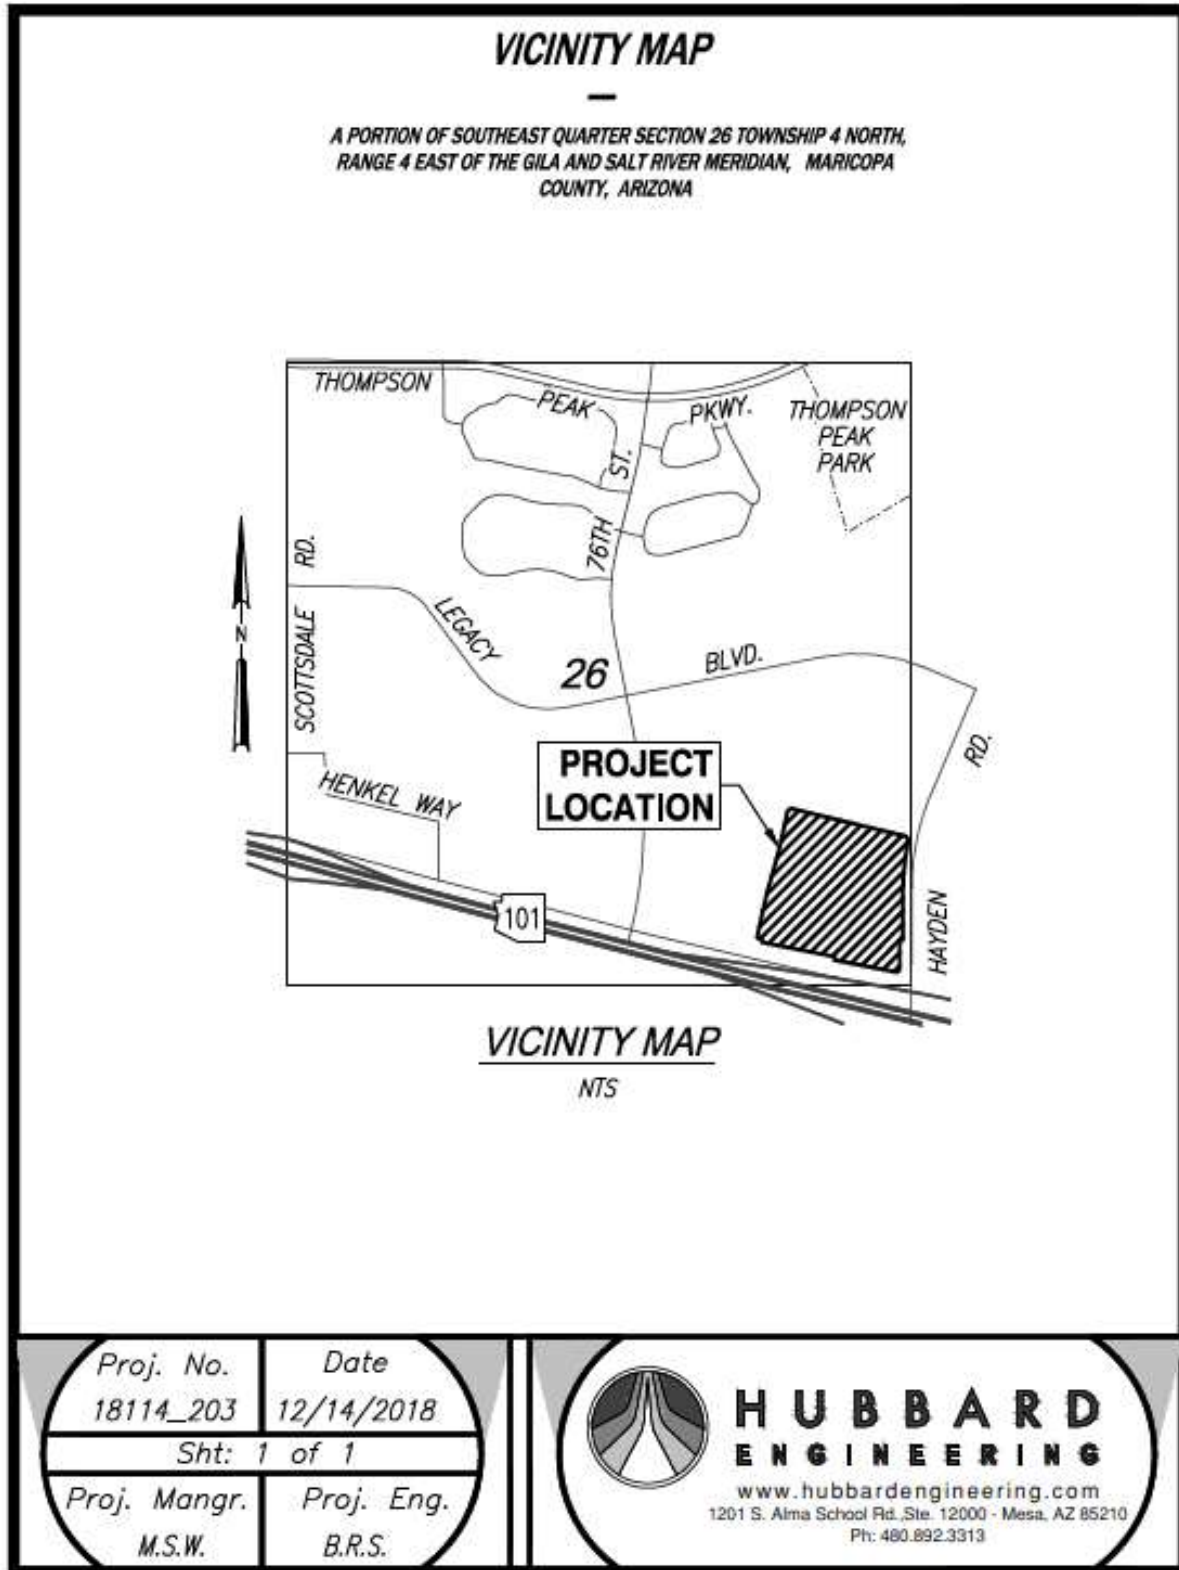 VICINITY MAP
A PORTION OF SOUTHEAST QUARTER SECTION 26 TOWNSHIP 4 NORTH,
RANGE 4 EAST OF THE GILA AND SALT RIVER MERIDIAN, MARICOPA
COUNTY, ARIZONA
THOMPSON
PEAK
PKWY.
THOMPSON
PEAK
PARK
76TH
ST.
N
SCOTTSDALE
RD.
LEGACY
BLVD.
26
PROJECT
LOCATION
RD.
HENKEL WAY
101
HAYDEN
VICINITY MAP
NTS
Proj. No.
18114_203
Date
12/14/2018
Sht: 1 of 1
Proj. Mangr.
M.S.W.
Proj. Eng.
B.R.S.
HUBBARD
ENGINEERING
www.hubbardengineering.com
1201 S. Alma School Rd.,Ste. 12000 - Mesa, AZ 85210
Ph: 480.892.3313